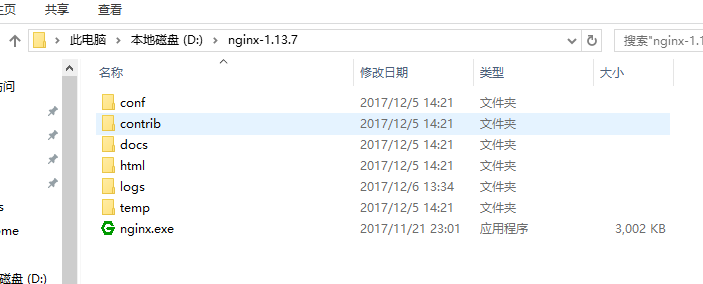 主页 共享 查看
此电脑 本地磁盘 (D:) nginx-1.13.7 搜索"nginx-1.1
名称 修改日期 类型 大小
访问
conf 2017/12/5 14:21 文件夹
contrib 2017/12/5 14:21 文件夹
docs 2017/12/5 14:21 文件夹
html 2017/12/5 14:21 文件夹
logs 2017/12/6 13:34 文件夹
temp 2017/12/5 14:21 文件夹
nginx.exe 2017/11/21 23:01 应用程序 3,002 KB
s
ome
磁盘 (D:)